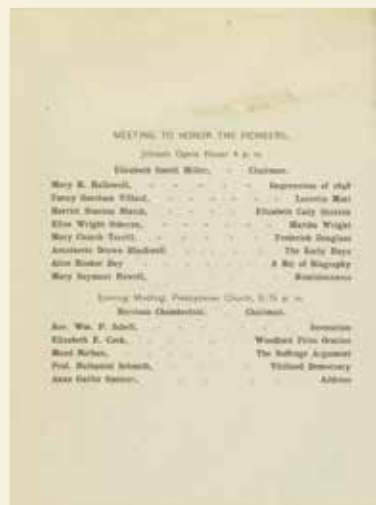 MEETING TO HONOR THE PIONEERS,
Johnson Opera House 4 p. m.
Elizabeth Smith Miller, - Chairman.
Mary H. Hallowell, - - - - - Impressions of 1848
Fanny Garrison Villard, - - - - Lucretia Mott
Harriot Stanton Blatch, - - - Elizabeth Cady Stanton
Eliza Wright Osborne, - - - - Martha Wright
Mary Church Terrell, - - - - Frederick Douglass
Antoinette Brown Blackwell - - - The Early Days
Alice Hooker Day - - - - A Bit of Biography
Mary Seymour Howell, - - - - Reminiscences
Evening Meeting, Presbyterian Church, 8.15 p. m.
Chamberlain, Chairman.
Rev. Wm. F. - - - - Invocation
Elizabeth E. Cook, - - - - Woodford Prize Oration
Maud Nathan, - - - - The Suffrage Argument
Prof. Nathaniel Schmidt, - - - Democracy
Anna Garlin Spencer, - - - - Address